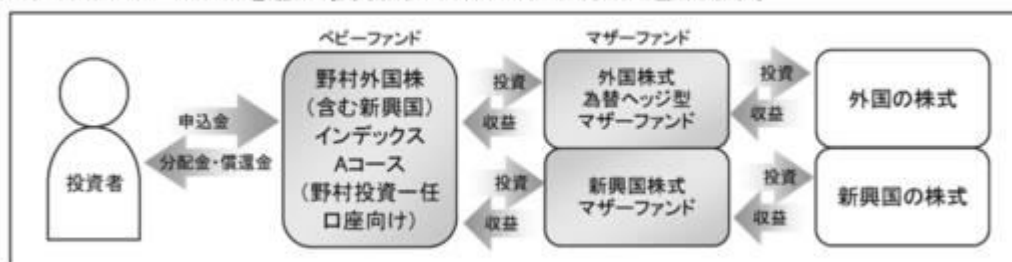 ベビーファンド
マザーファンド
投資者
申込金
分配金・償還金
野村外国株
(含む新興国)
インデックス
Aコース
(野村投資一任
口座向け)
投資
収益
投資
収益
外国株式
為替ヘッジ型
マザーファンド
新興国株式
マザーファンド
投資
収益
投資
収益
外国の株式
新興国の株式